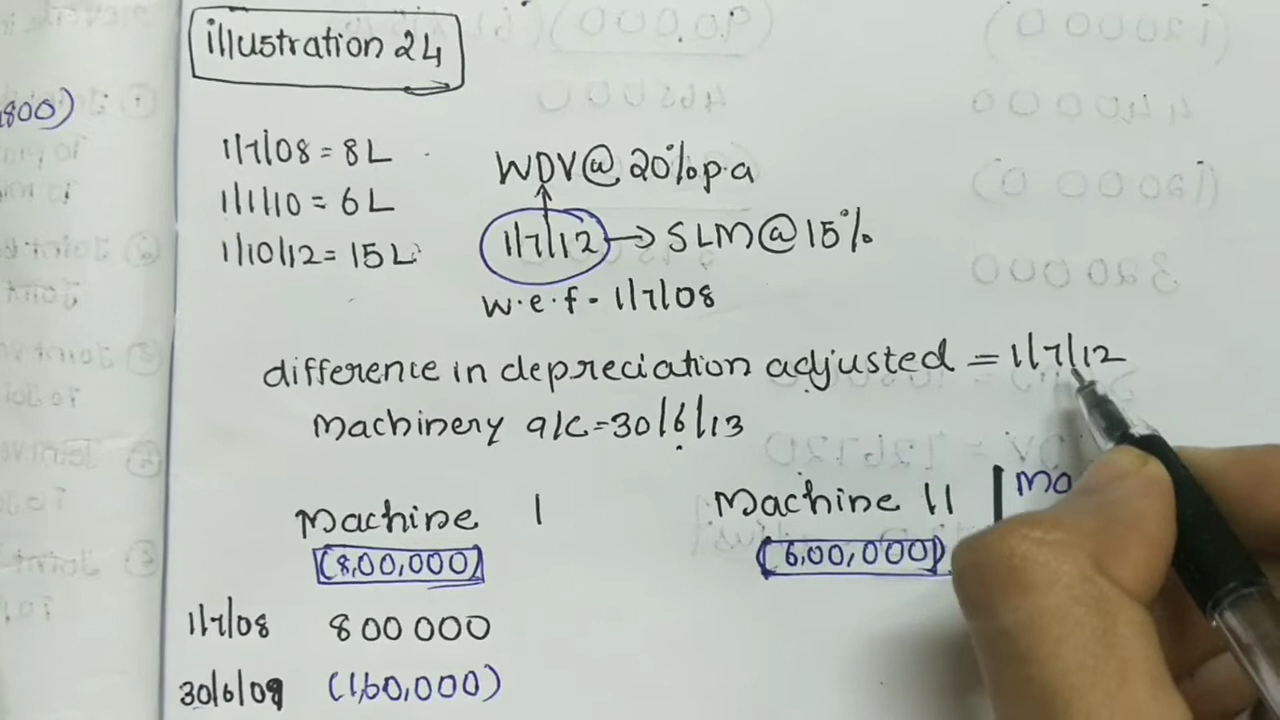 illustration 24
,800)
1/7/08 = 8L
1/1/10 = 6L
1/10/12 = 15L
WDV@ 20% p.a
1/7/12 → SLM@15%
w.e.f - 1/7/08
difference in depreciation adjusted = 1/7/12
machinery a/c = 30/6/13
Machine I
Machine II
(8,00,000)
(6,00,000)
1/7/08 800000
30/6/09 (1,60,000)